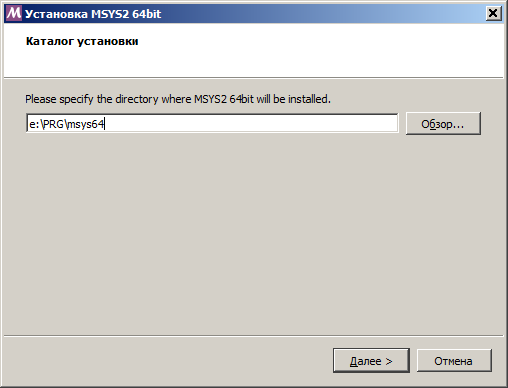 Установка MSYS2 64bit
Каталог установки
Please specify the directory where MSYS2 64bit will be installed.
e:\PRG\msys64
Обзор...
Далее >
Отмена